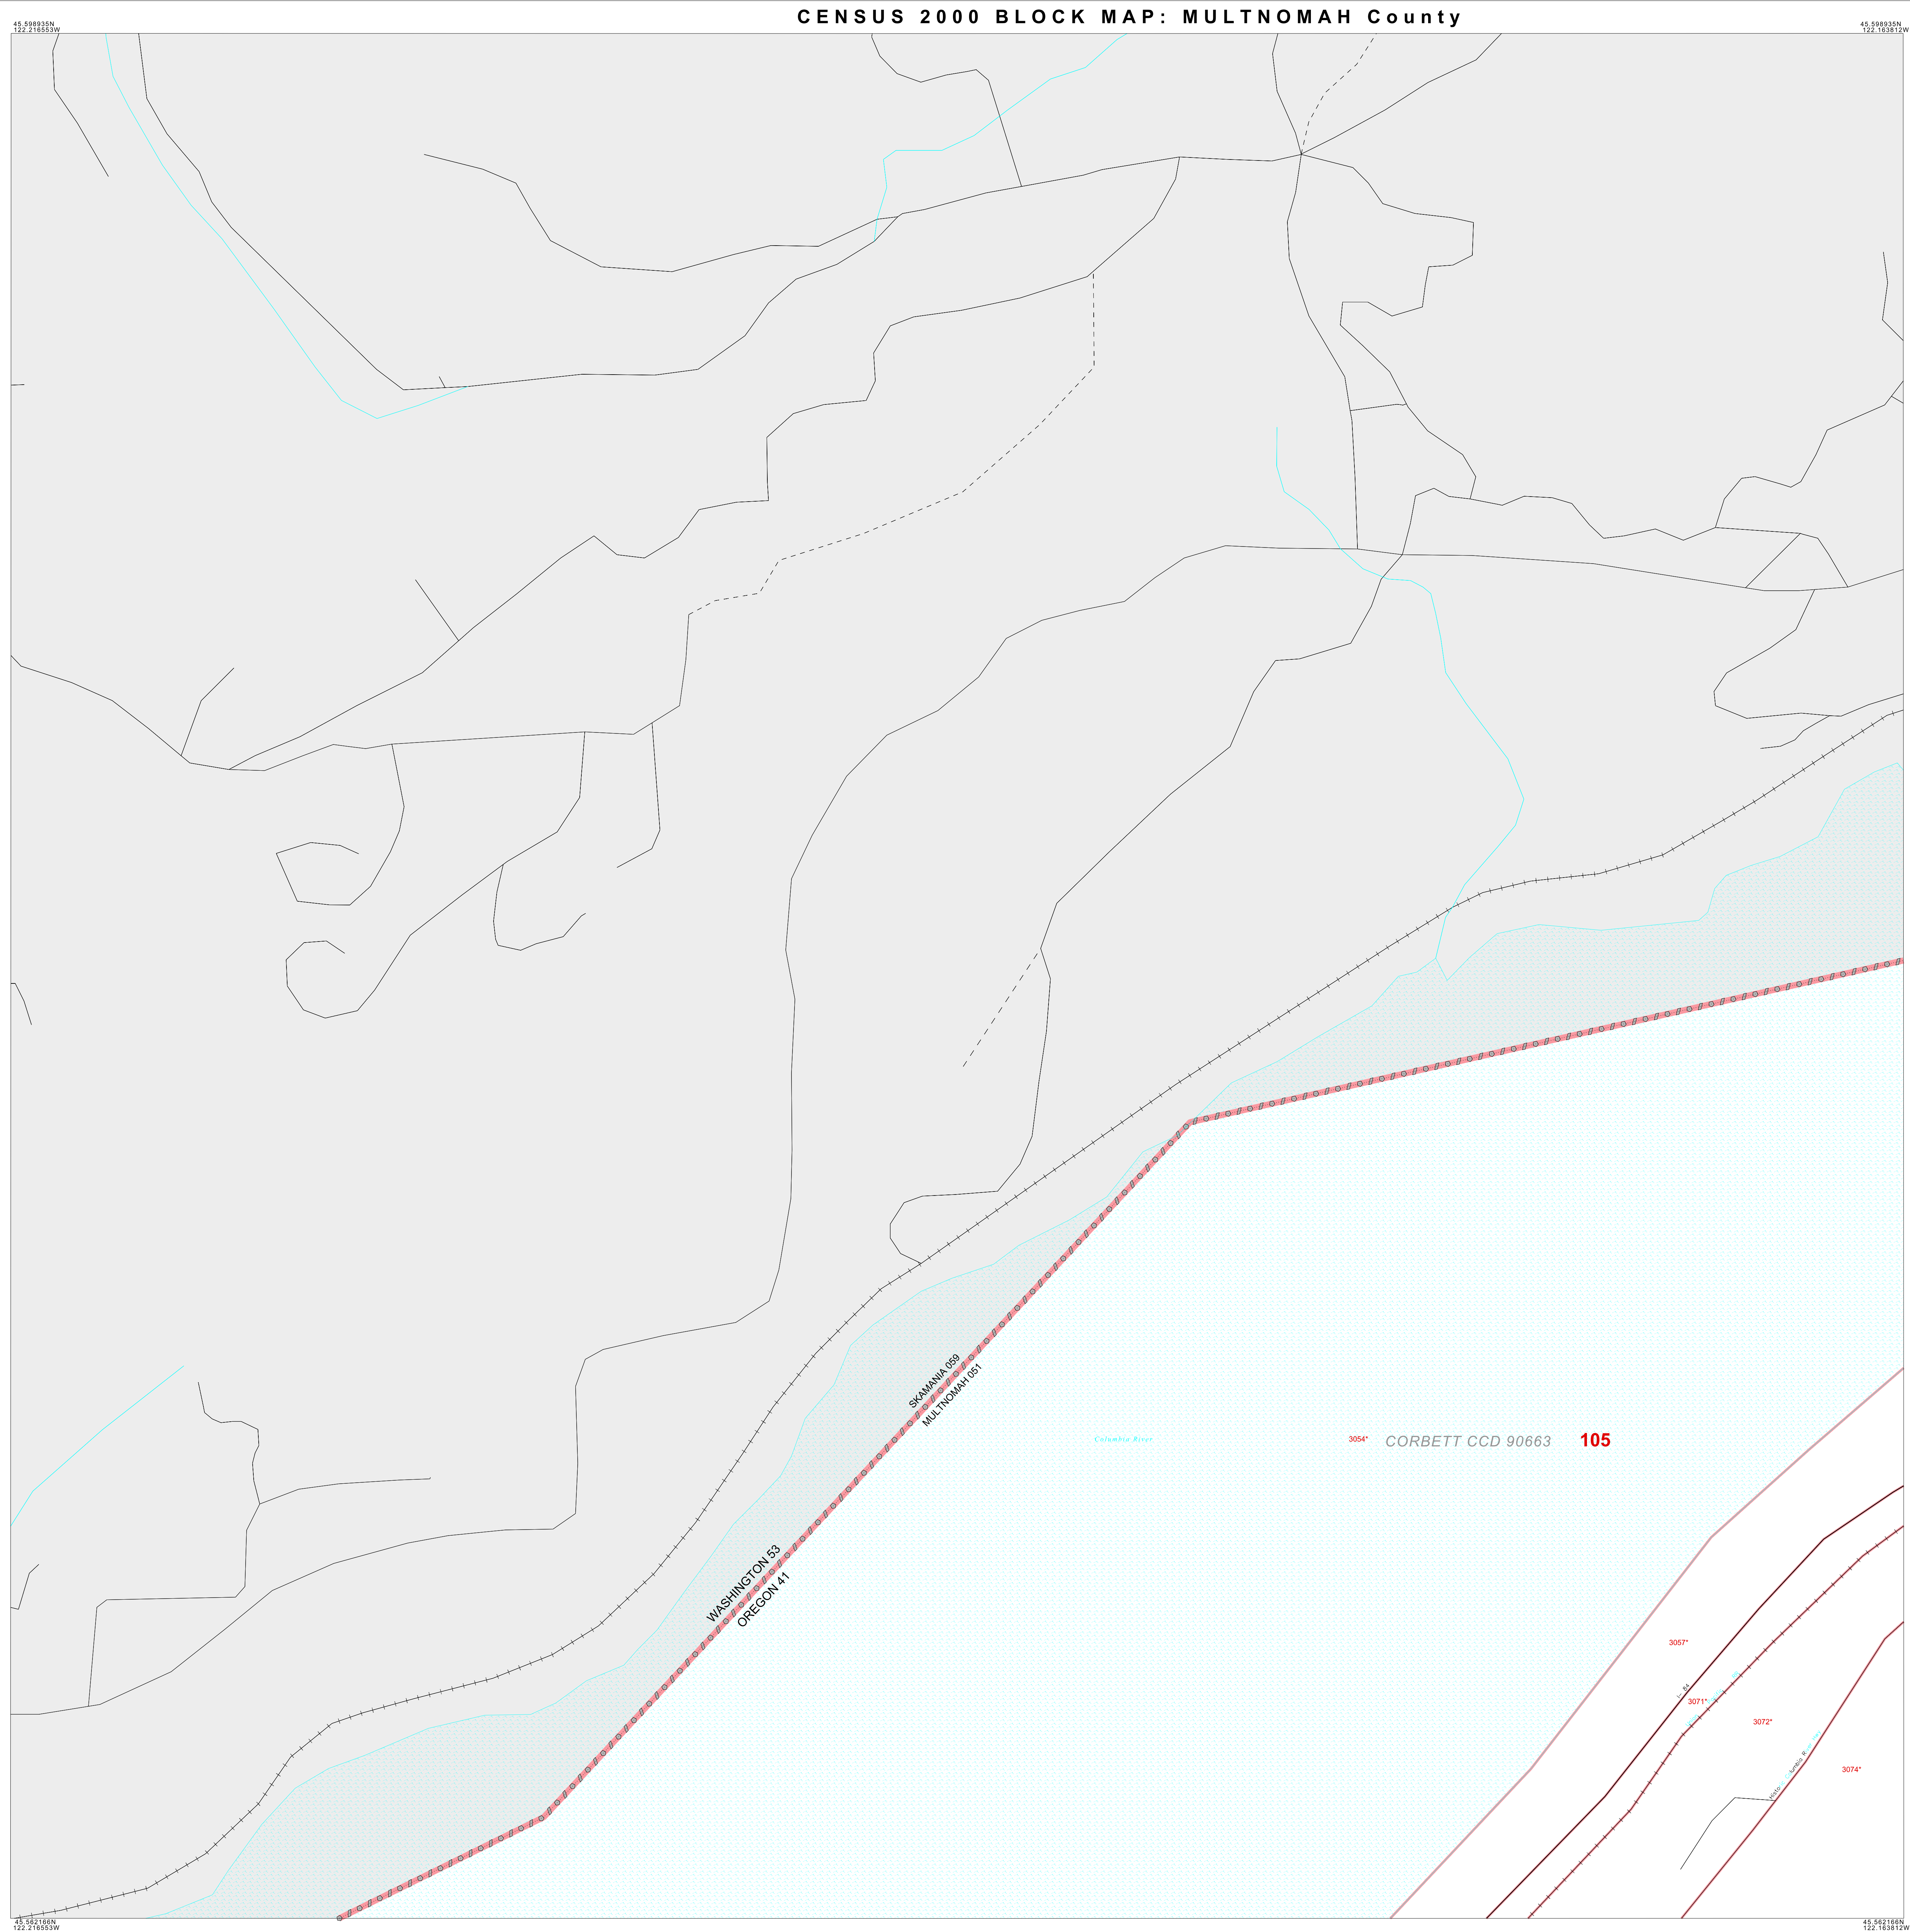 CENSUS 2000 BLOCK MAP: MULTNOMAH County
45.598935N
122.216553W
45.598935N
122.163812W
SKAMANIA 059
MULTNOMAH 051
Columbia River
3054*
CORBETT CCD 90663
105
WASHINGTON 53
OREGON 41
3057*
I- 84
3071*
3072*
3074*
45.562166N
122.216553W
45.562166N
122.163812W